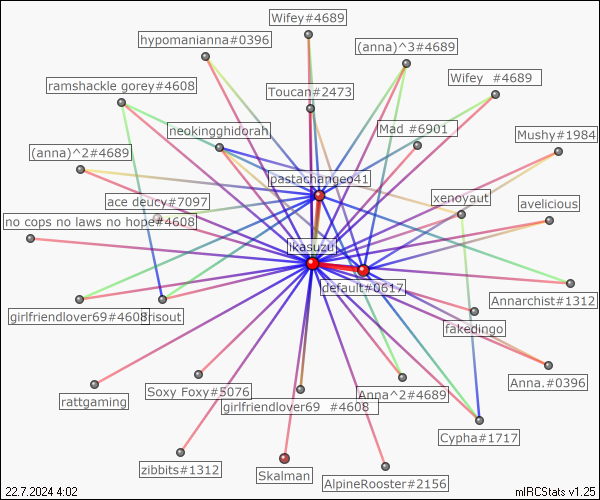 Wifey#4689
hypomanianna#0396
(anna)^3#4689
ramshackle gorey#4608
Toucan#2473
Wifey #4689
neokingghidorah
Mad #6901
Mushy#1984
(anna)^2#4689
pastachangeo41
ace deucy#7097
xenoyaut
avelicious
no cops no laws no hope#4608
ikasuzu
default#0617
Annarchist#1312
girlfriendlover69#4608
risout
fakedingo
Anna.#0396
Soxy Foxy#5076
Anna^2#4689
rattgaming
girlfriendlover69 #4608
Cypha#1717
zibbits#1312
Skalman
AlpineRooster#2156
22.7.2024 4:02
mIRCStats v1.25